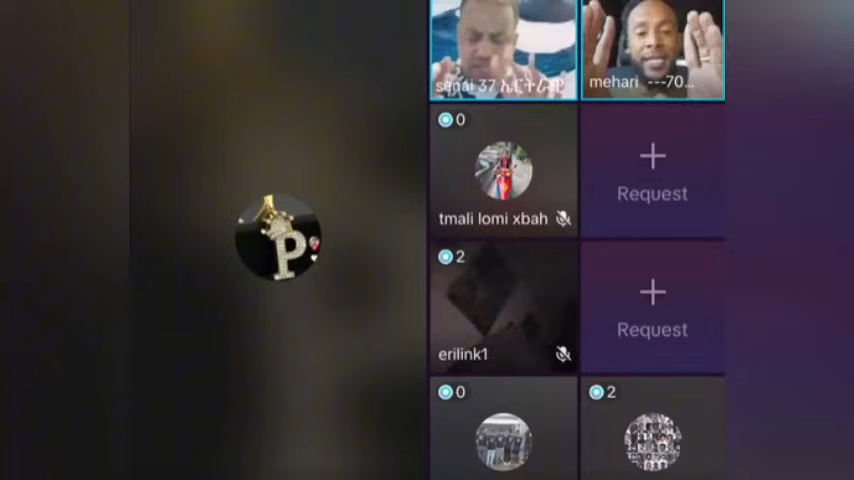 senai 37 ኤርትራዊ
mehari ---70...
0
tmali lomi xbah
Request
2
erilink1
Request
0
2
P